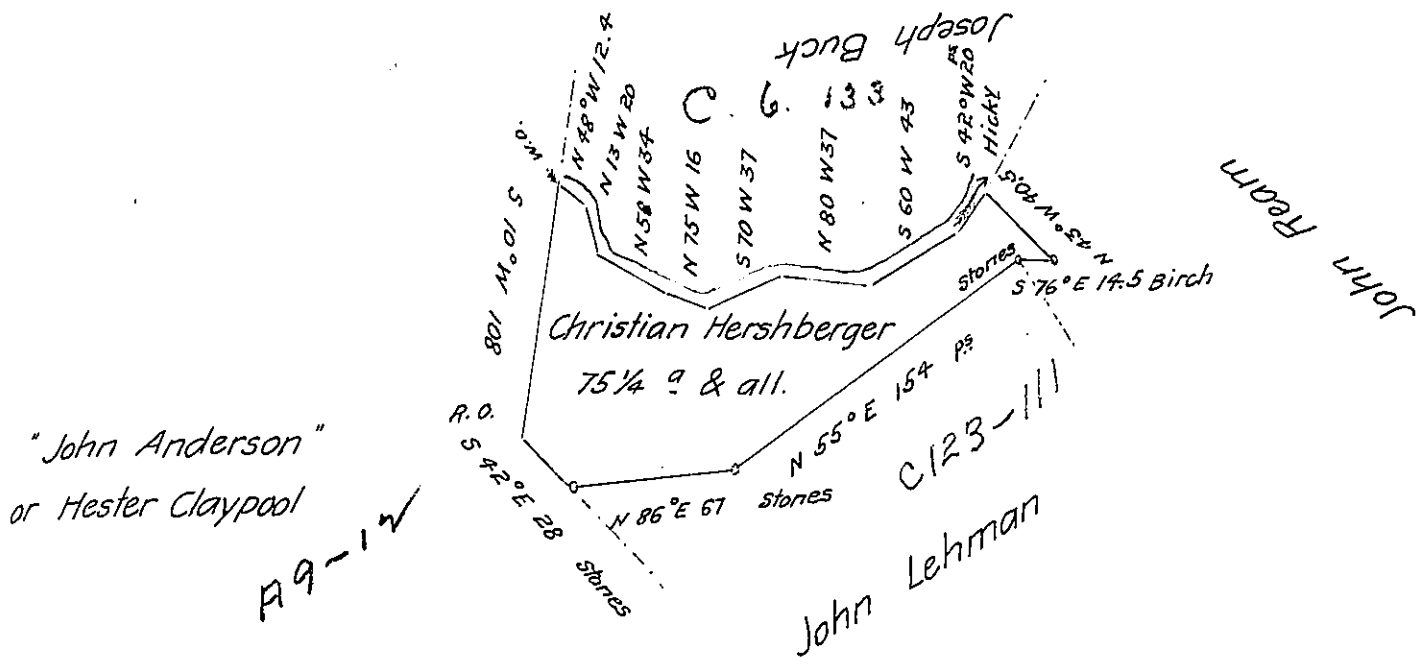 Joseph Buck
C. 6. 133
N 48° W 12.4
N 13 W 20
N 58 W 34
N 75 W 16
S 70 W 37
N 80 W 37
S 60 W 43
S 42° W 20 ps
Hicky
W.O.
N 43° W 40.5
John Ream
S 10° W 108
Stones
S 76° E 14.5 Birch
Christian Hershberger
75 1/4 a & all.
N 55° E 154 ps
C123-111
R.O.
S 42° E 28 Stones
N 86° E 67 Stones
"John Anderson"
or Hester Claypool
A9-1
John Lehman